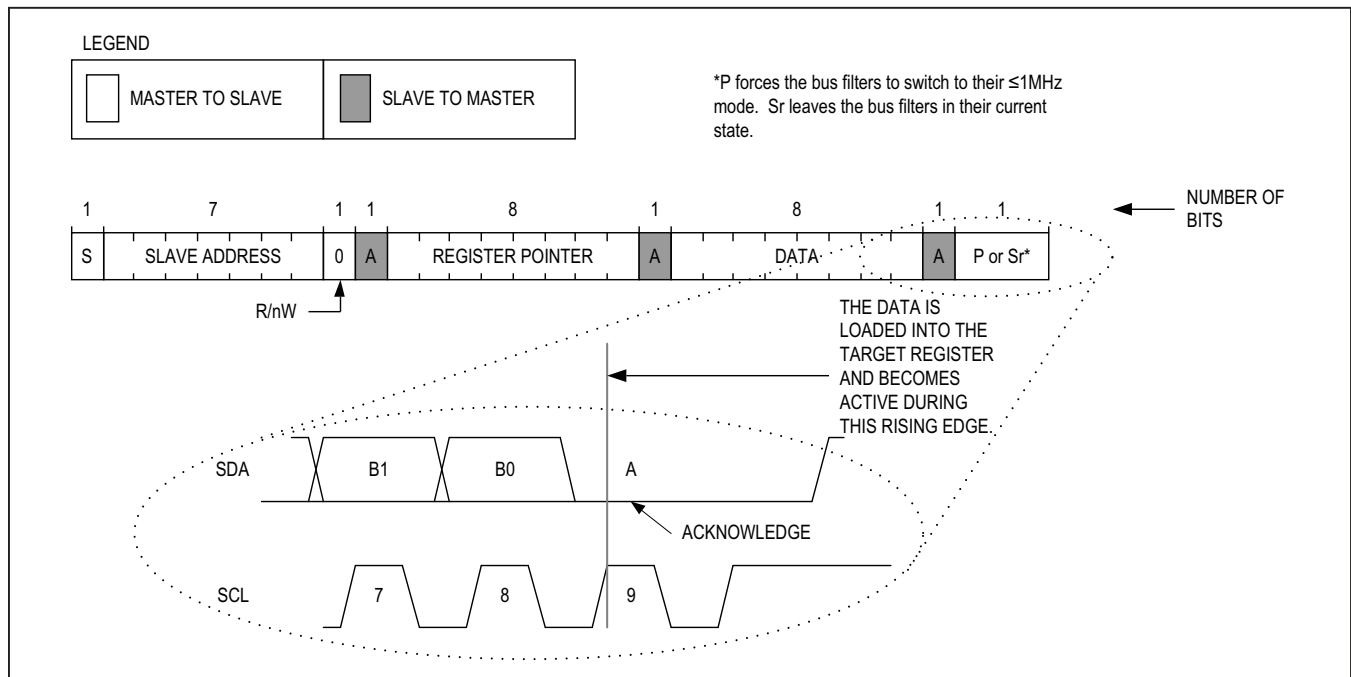 LEGEND
MASTER TO SLAVE
SLAVE TO MASTER
*P forces the bus filters to switch to their ≤1MHz
mode. Sr leaves the bus filters in their current
state.
1 7 1 1 8 1 8 1 1
NUMBER OF
BITS
S SLAVE ADDRESS 0 A REGISTER POINTER A DATA A P or Sr*
R/nW
THE DATA IS
LOADED INTO THE
TARGET REGISTER
AND BECOMES
ACTIVE DURING
THIS RISING EDGE.
SDA B1 B0 A
ACKNOWLEDGE
SCL 7 8 9